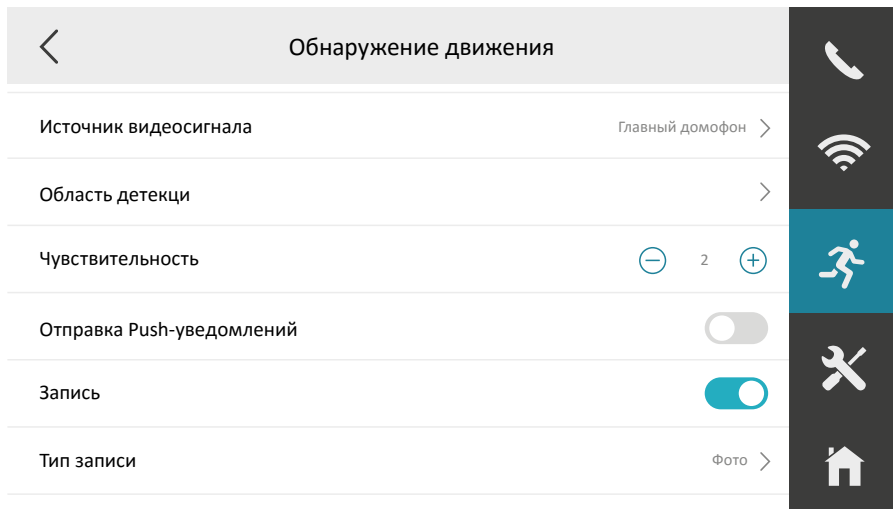 Обнаружение движения
Источник видеосигнала Главный домофон
Область детекци
Чувствительность 2
Отправка Push-уведомлений
Запись
Тип записи Фото